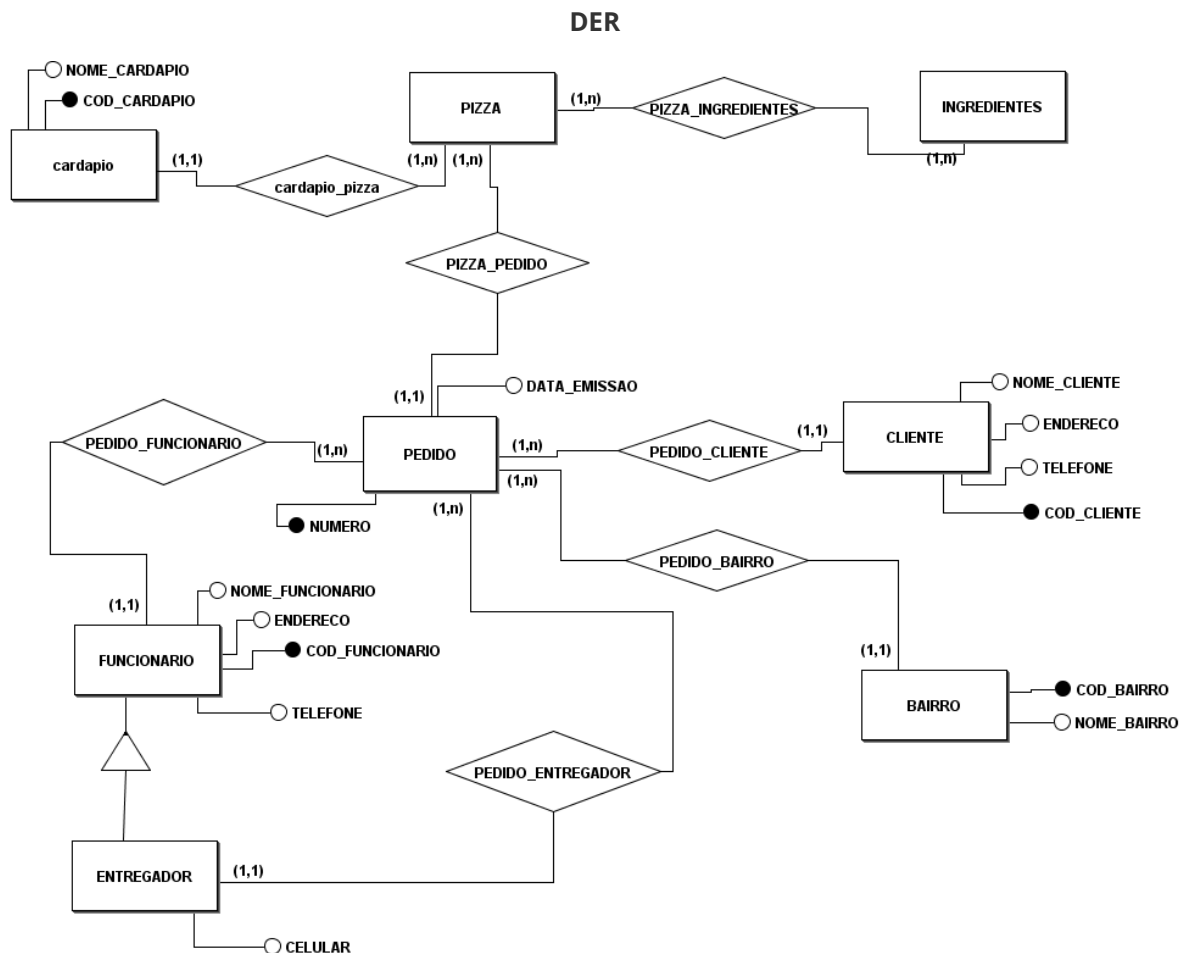 DER
NOME_CARDAPIO
COD_CARDAPIO
cardapio
(1,1)
cardapio_pizza
(1,n)
(1,n)
PIZZA
(1,n)
PIZZA_INGREDIENTES
INGREDIENTES
(1,n)
PIZZA_PEDIDO
(1,1)
DATA_EMISSAO
PEDIDO_FUNCIONARIO
(1,n)
PEDIDO
(1,n)
PEDIDO_CLIENTE
(1,1)
CLIENTE
NOME_CLIENTE
ENDERECO
TELEFONE
COD_CLIENTE
(1,n)
(1,n)
NUMERO
PEDIDO_BAIRRO
(1,1)
NOME_FUNCIONARIO
ENDERECO
COD_FUNCIONARIO
FUNCIONARIO
TELEFONE
(1,1)
BAIRRO
COD_BAIRRO
NOME_BAIRRO
PEDIDO_ENTREGADOR
ENTREGADOR
(1,1)
CELULAR